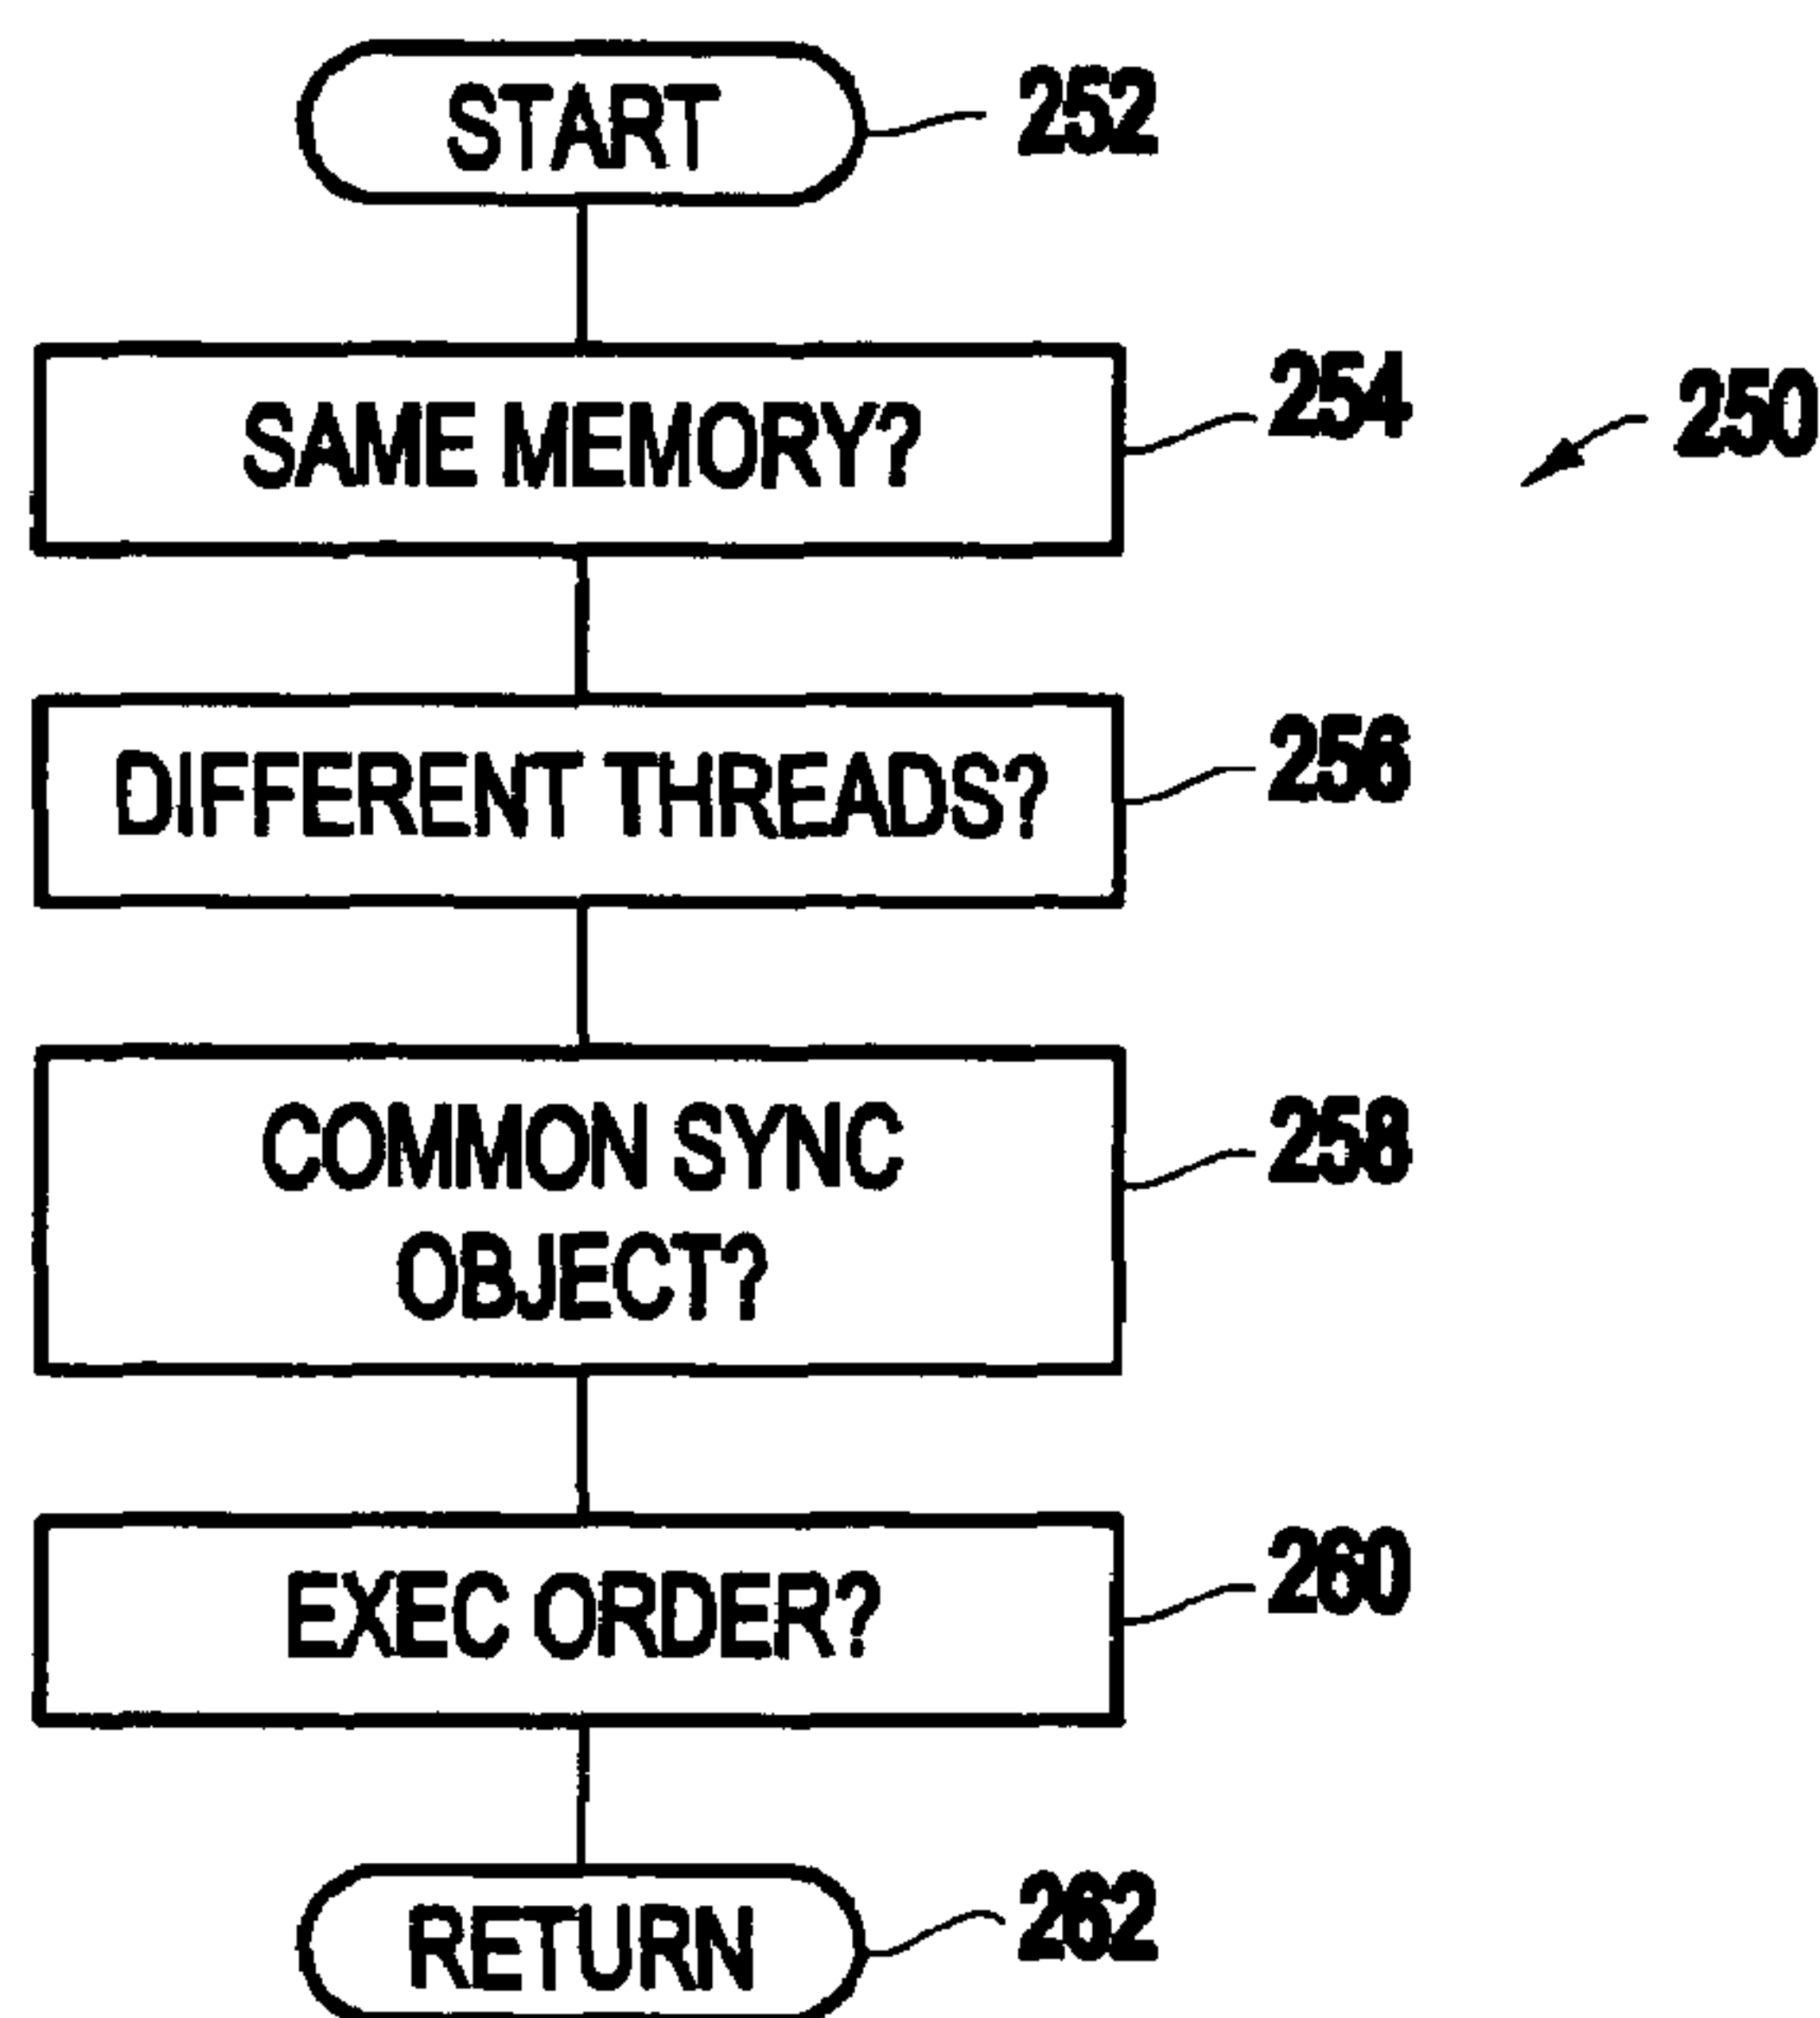 START
252
SAME MEMORY?
254
250
DIFFERENT THREADS?
256
COMMON SYNC
OBJECT?
258
EXEC ORDER?
260
RETURN
262